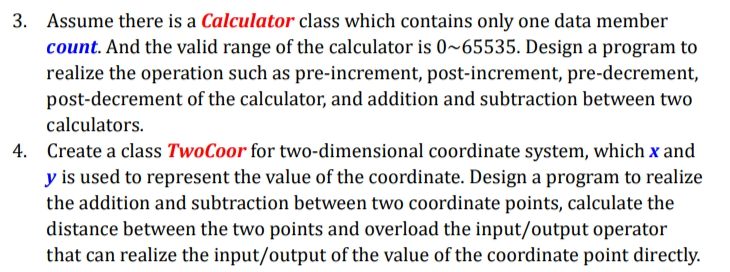 3. Assume there is a Calculator class which contains only one data member
count. And the valid range of the calculator is 0~65535. Design a program to
realize the operation such as pre-increment, post-increment, pre-decrement,
post-decrement of the calculator, and addition and subtraction between two
calculators.
4. Create a class TwoCoor for two-dimensional coordinate system, which x and
y is used to represent the value of the coordinate. Design a program to realize
the addition and subtraction between two coordinate points, calculate the
distance between the two points and overload the input/output operator
that can realize the input/output of the value of the coordinate point directly.